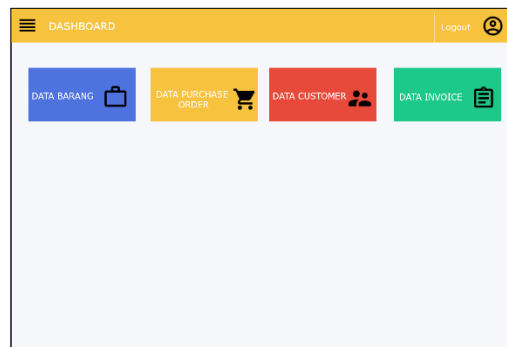 DASHBOARD
Logout
DATA BARANG
DATA PURCHASE
ORDER
DATA CUSTOMER
DATA INVOICE